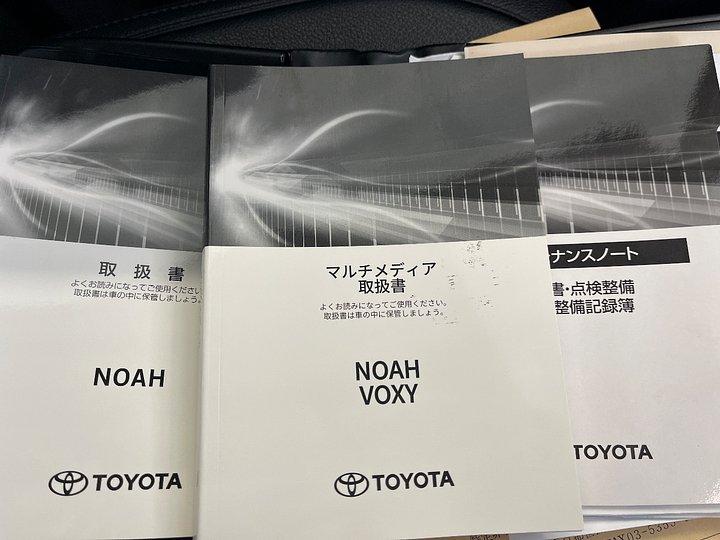 取扱書
よくお読みになってご使用ください
取扱書は車の中に保管しましょう。
NOAH
TOYOTA
マルチメディア
取扱書
よくお読みになってご使用ください。
取扱書は車の中に保管しましょう。
NOAH
VOXY
TOYOTA
ナンスノート
書・点検整備
整備記録簿
TOYOTA